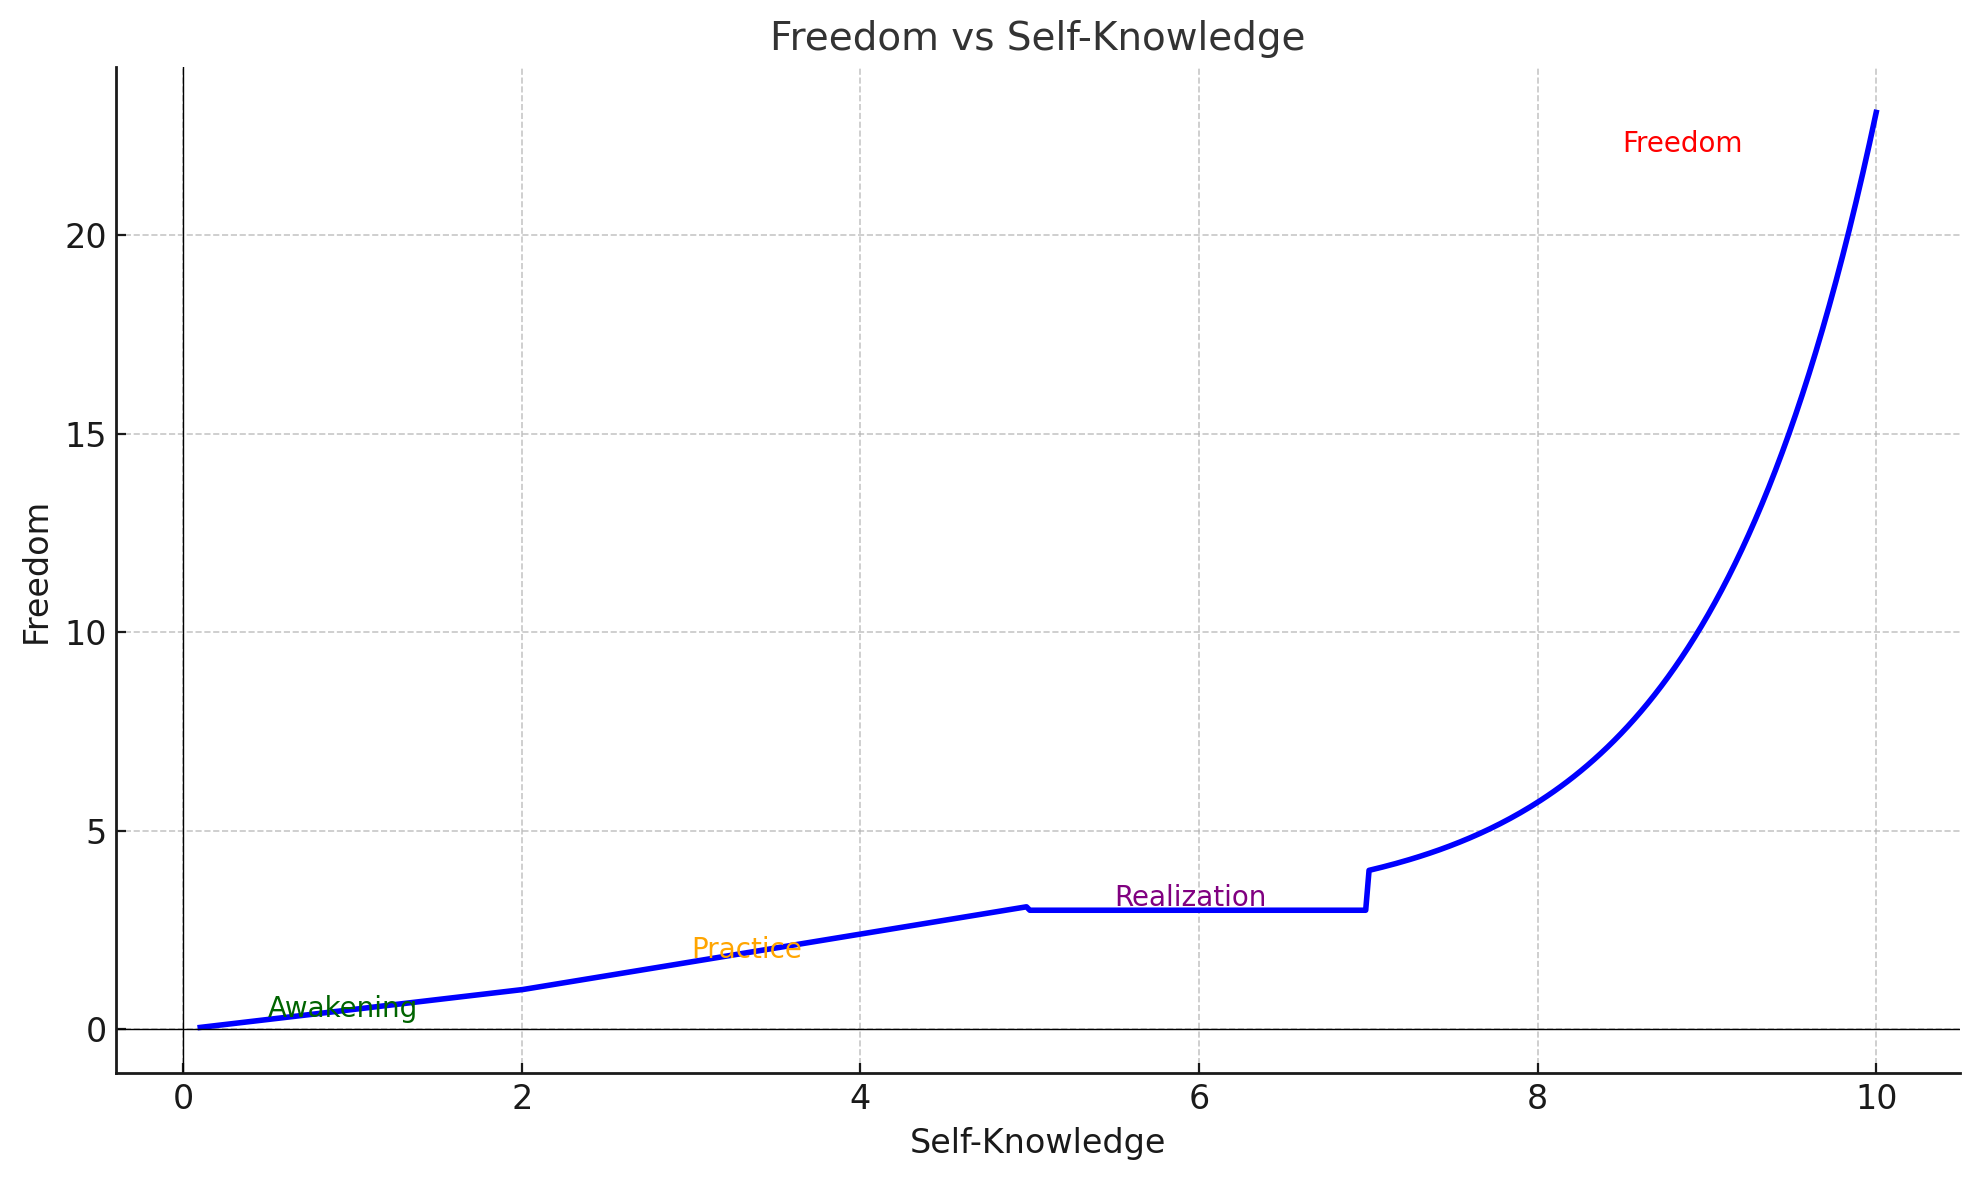 Freedom vs Self-Knowledge
Freedom
20
15
10
5
0
Freedom
Realization
Practice
Awakening
0 2 4 6 8 10
Self-Knowledge